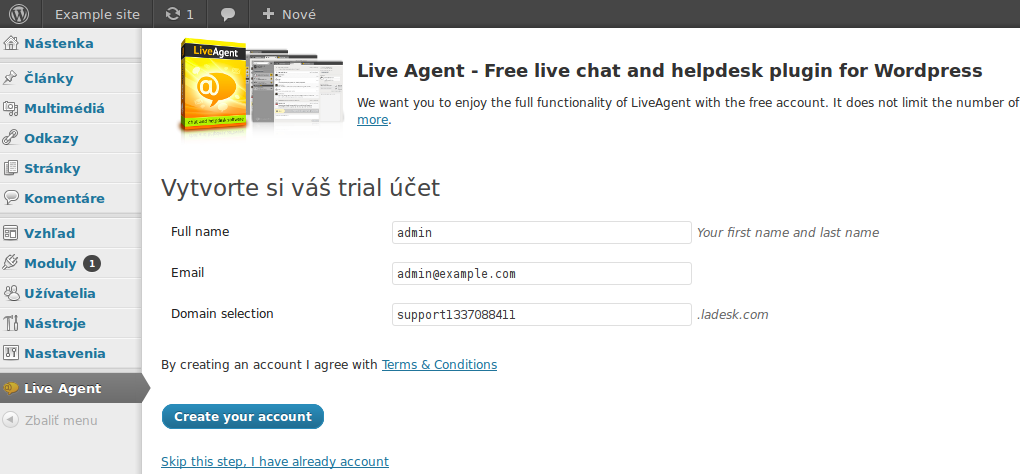 Example site 1 + Nové
Nástenka
Články
Multimédiá
Odkazy
Stránky
Komentáre
Vzhľad
Moduly 1
Užívatelia
Nástroje
Nastavenia
Live Agent
Zbaliť menu
LiveAgent
chat and helpdesk software
Live Agent - Free live chat and helpdesk plugin for Wordpress
We want you to enjoy the full functionality of LiveAgent with the free account. It does not limit the number of
more.
Vytvorte si váš trial účet
Full name admin Your first name and last name
Email admin@example.com
Domain selection support1337088411 .ladesk.com
By creating an account I agree with Terms & Conditions
Create your account
Skip this step, I have already account